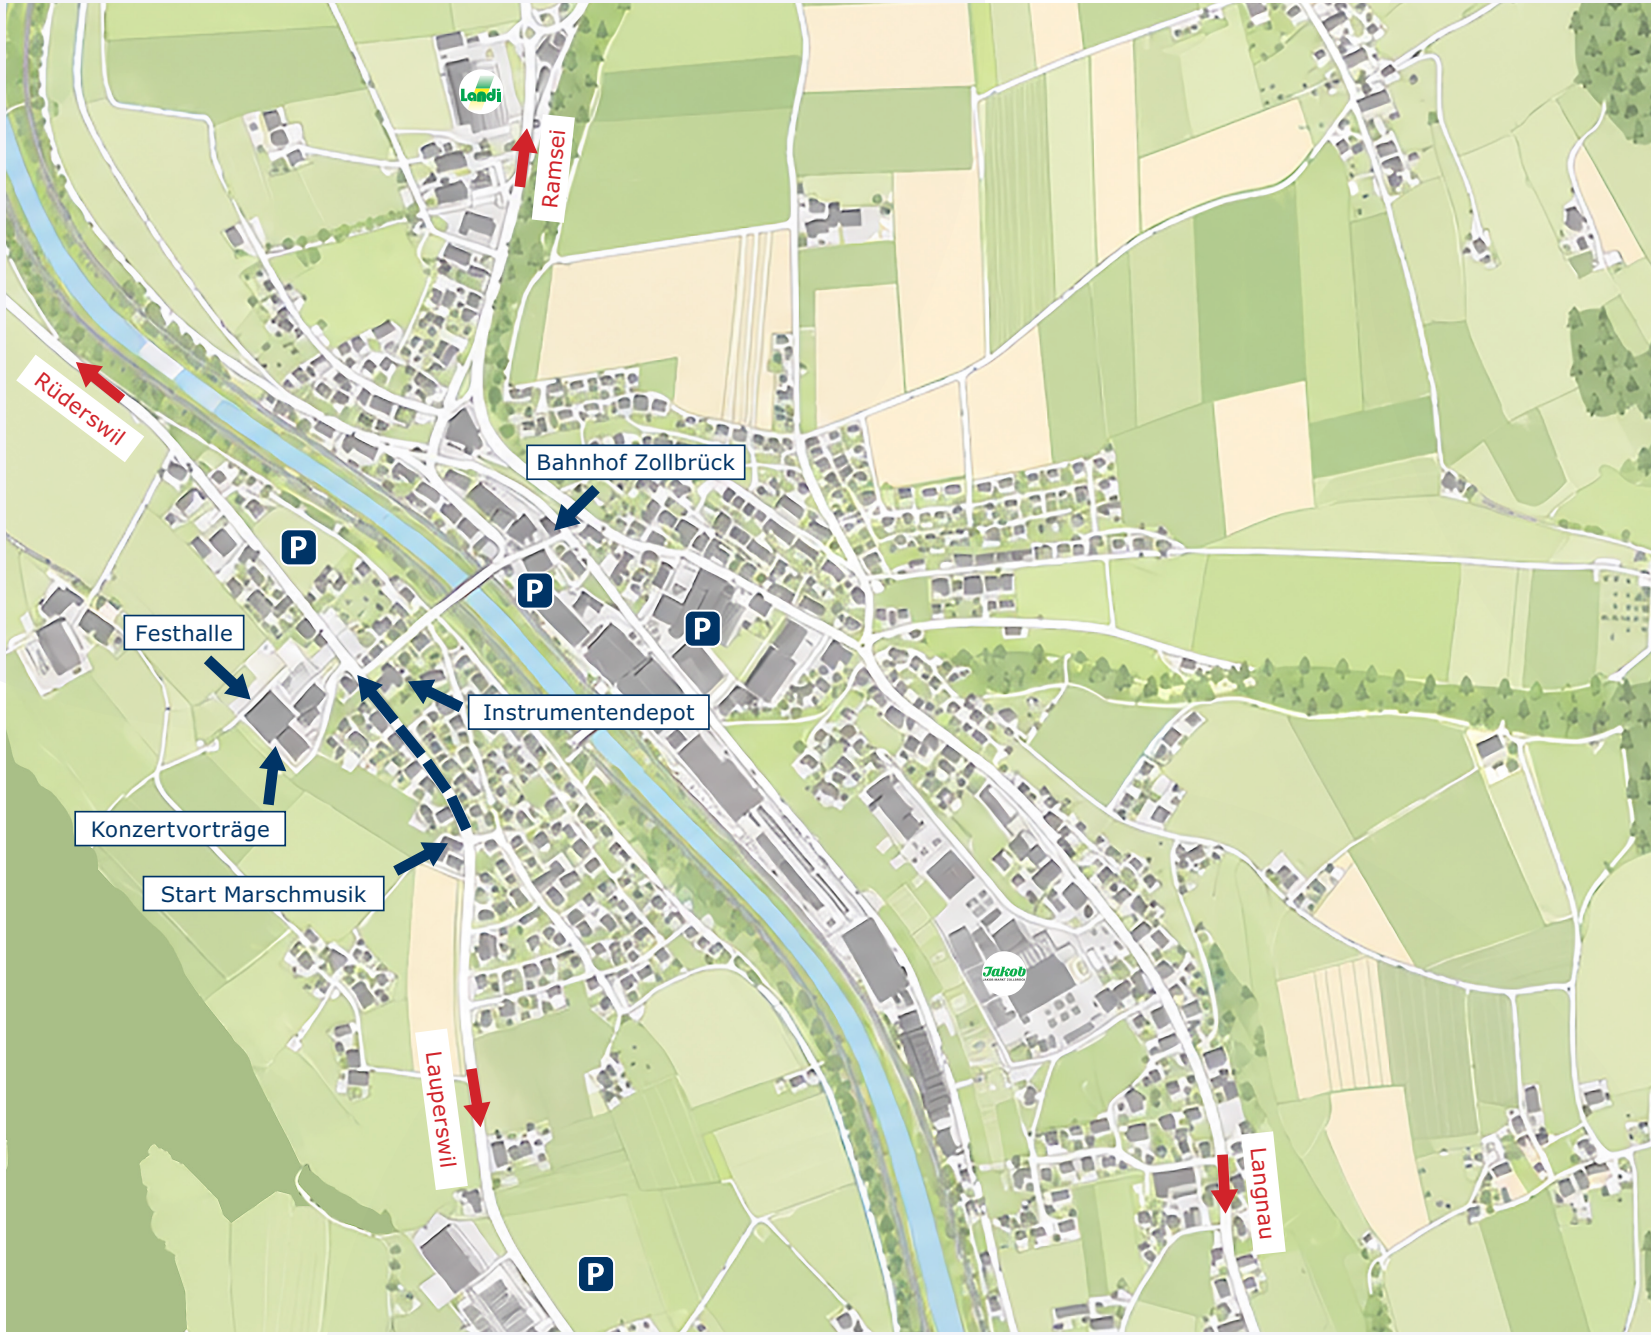 Landi
Ramsei
Rüderswil
Bahnhof Zollbrück
P
P
P
Festhalle
Instrumentendepot
Konzertvorträge
Start Marschmusik
Jakob
Lauperswil
Langnau
P